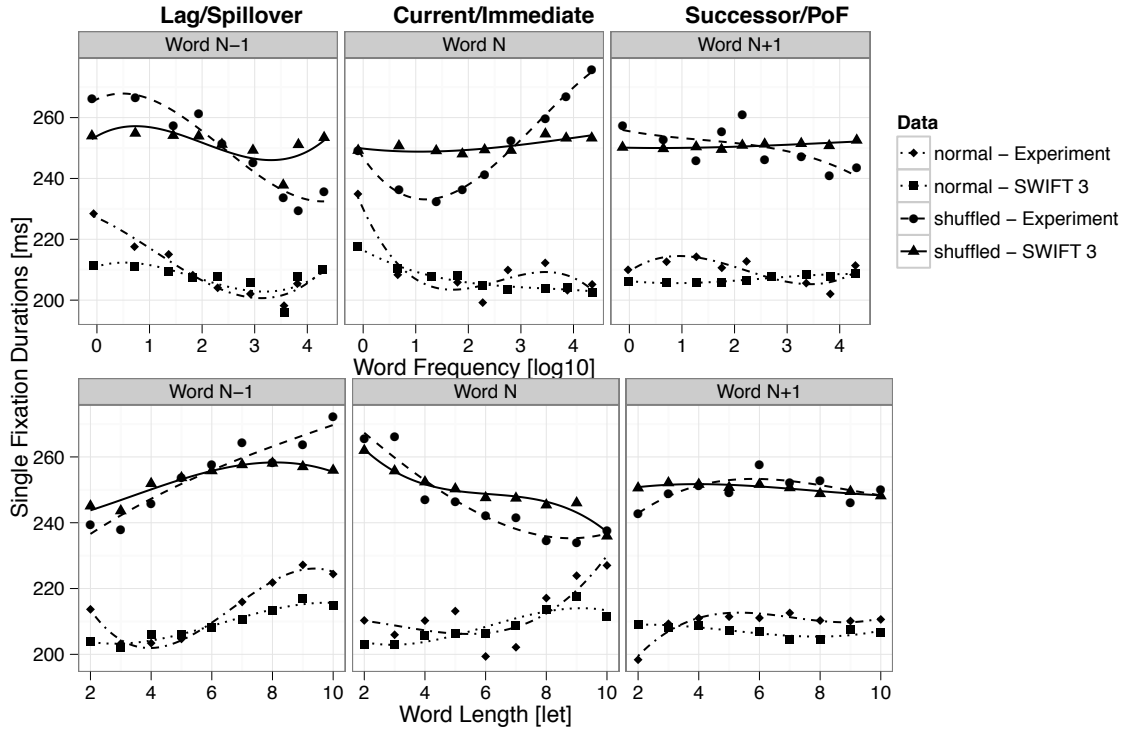 Lag/Spillover Current/Immediate Successor/PoF
Word N−1 Word N Word N+1
260
240
220
200
0 1 2 3 4 0 1 2 3 4 0 1 2 3 4
Word Frequency [log10]
Single Fixation Durations [ms]
Word N−1 Word N Word N+1
260
240
220
200
2 4 6 8 10 2 4 6 8 10 2 4 6 8 10
Word Length [let]
Data
normal − Experiment
normal − SWIFT 3
shuffled − Experiment
shuffled − SWIFT 3